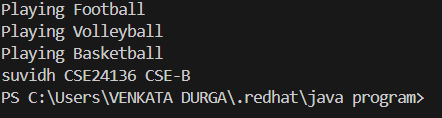 Playing Football
Playing Volleyball
Playing Basketball
suvidh CSE24136 CSE-B
PS C:\Users\VENKATA DURGA\.redhat\java program>